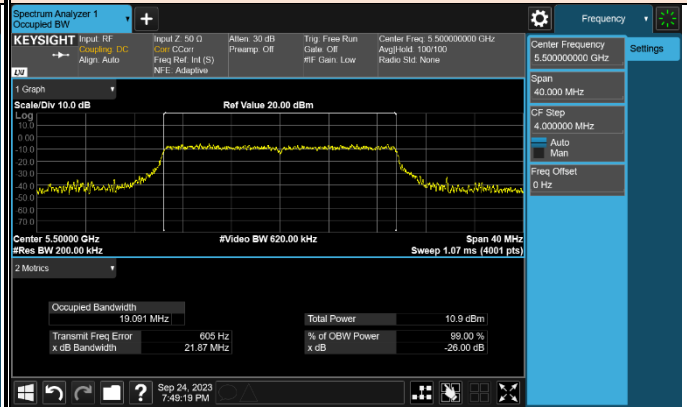 Spectrum Analyzer 1
Occupied BW
+
Frequency
KEYSIGHT
Input: RF
Coupling: DC
Align: Auto
Input Z: 50 Ω
Corr CCorr
Freq Ref: Int (S)
NFE: Adaptive
Atten: 30 dB
Preamp: Off
Trig: Free Run
Gate: Off
#IF Gain: Low
Center Freq: 5.500000000 GHz
Avg|Hold: 100/100
Radio Std: None
LXI
Center Frequency
5.500000000 GHz
Settings
Span
40.000 MHz
CF Step
4.000000 MHz
Auto
Man
Freq Offset
0 Hz
1 Graph
Scale/Div 10.0 dB
Ref Value 20.00 dBm
Log
10.0
0.00
-10.0
-20.0
-30.0
-40.0
-50.0
-60.0
-70.0
Center 5.50000 GHz
#Video BW 620.00 kHz
Span 40 MHz
#Res BW 200.00 kHz
Sweep 1.07 ms (4001 pts)
2 Metrics
Occupied Bandwidth
19.091 MHz
Total Power
10.9 dBm
Transmit Freq Error
605 Hz
% of OBW Power
99.00 %
x dB Bandwidth
21.87 MHz
x dB
-26.00 dB
?
Sep 24, 2023
7:49:19 PM